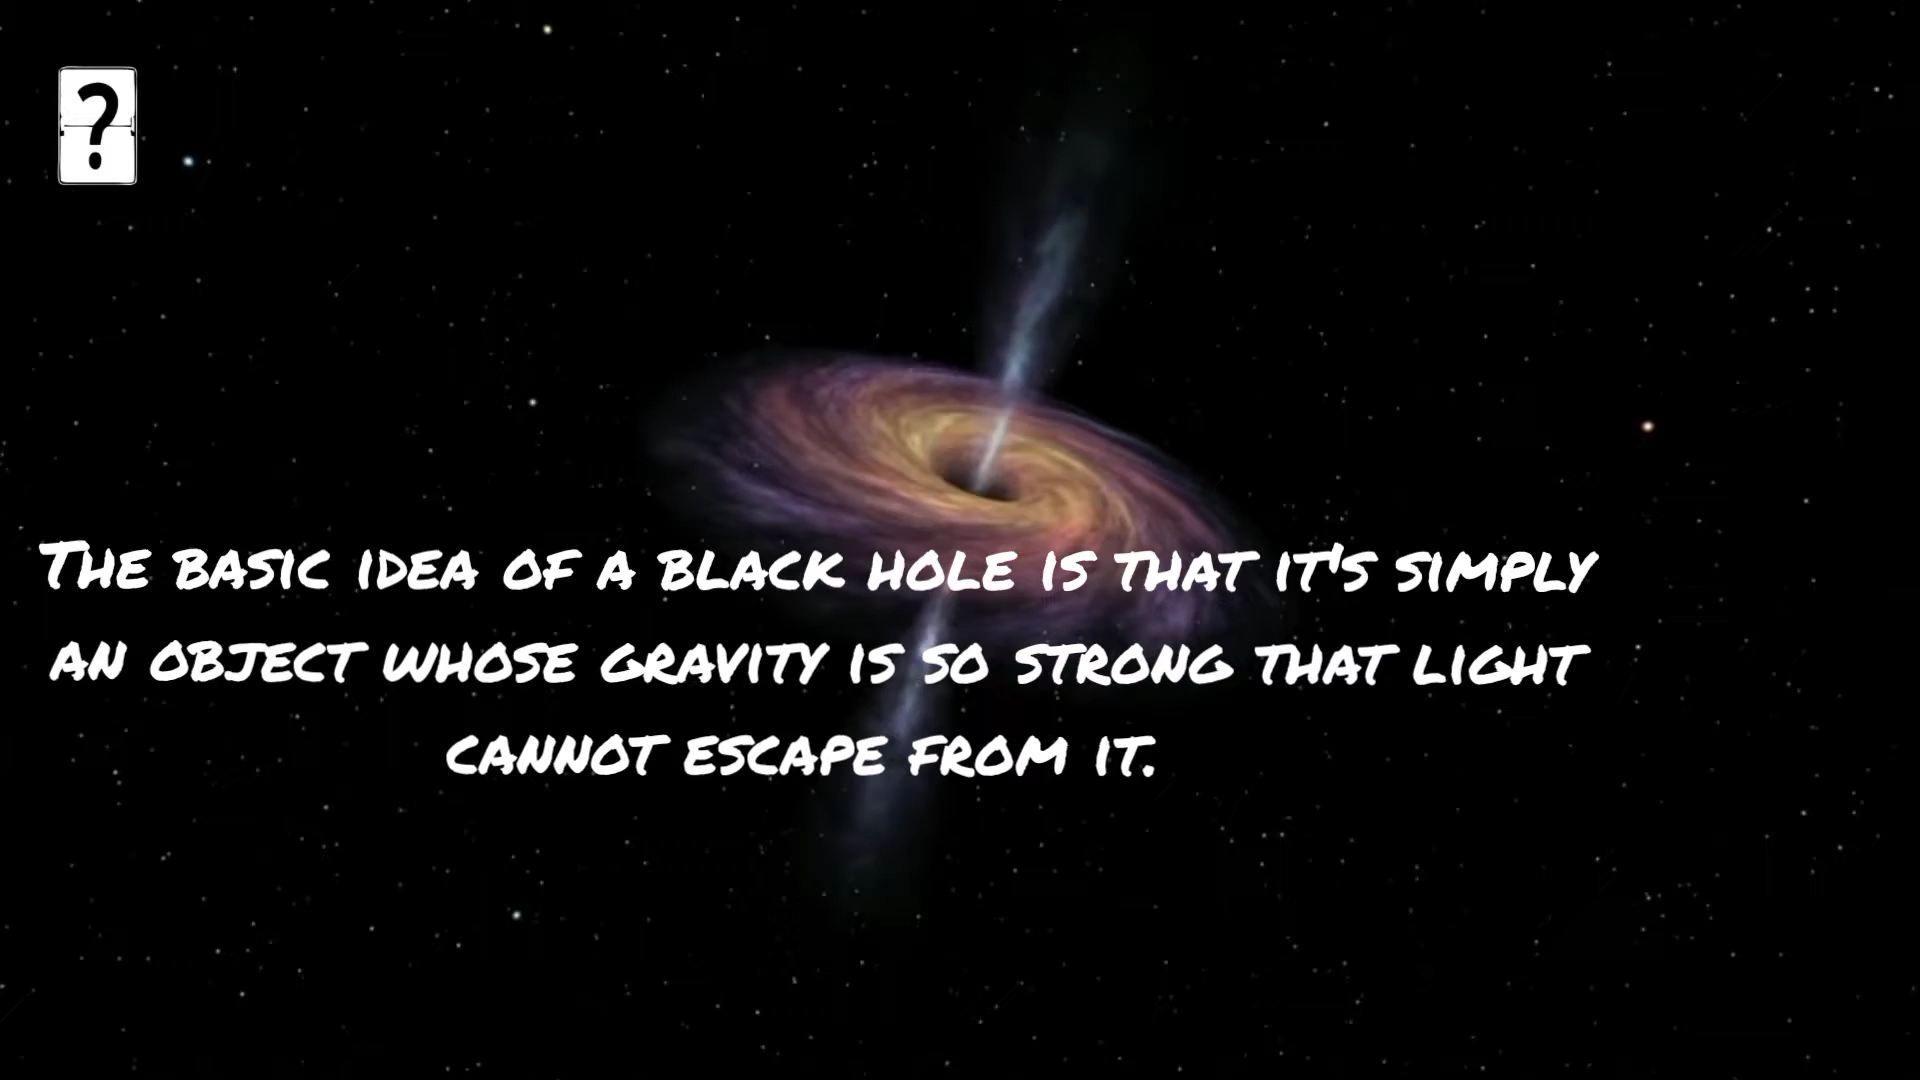 ?
The basic idea of a black hole is that it's simply
an object whose gravity is so strong that light
cannot escape from it.